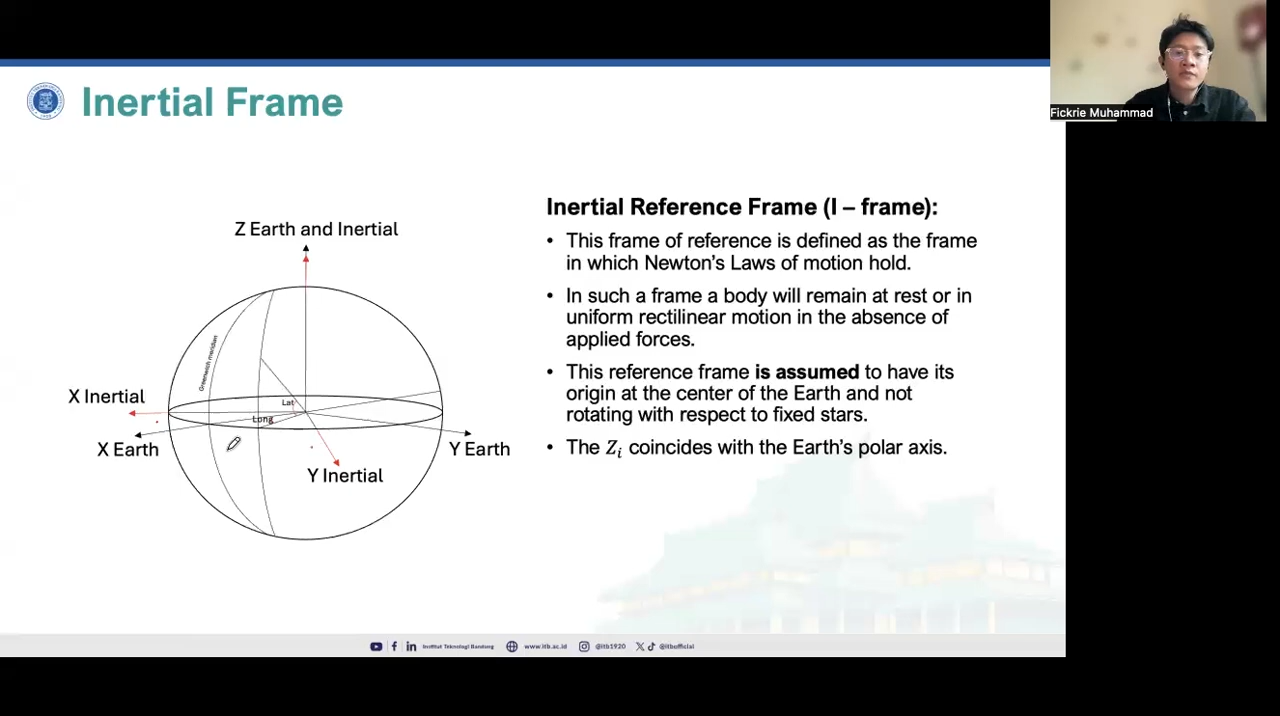 Fickrie Muhammad
Inertial Frame
Z Earth and Inertial
Greenwich meridian
X Inertial
Lat
Long
X Earth
Y Earth
Y Inertial
Inertial Reference Frame (I – frame):
• This frame of reference is defined as the frame
in which Newton's Laws of motion hold.
• In such a frame a body will remain at rest or in
uniform rectilinear motion in the absence of
applied forces.
• This reference frame is assumed to have its
origin at the center of the Earth and not
rotating with respect to fixed stars.
• The Zᵢ coincides with the Earth's polar axis.
Institut Teknologi Bandung www.itb.ac.id @itb1920 @itbofficial